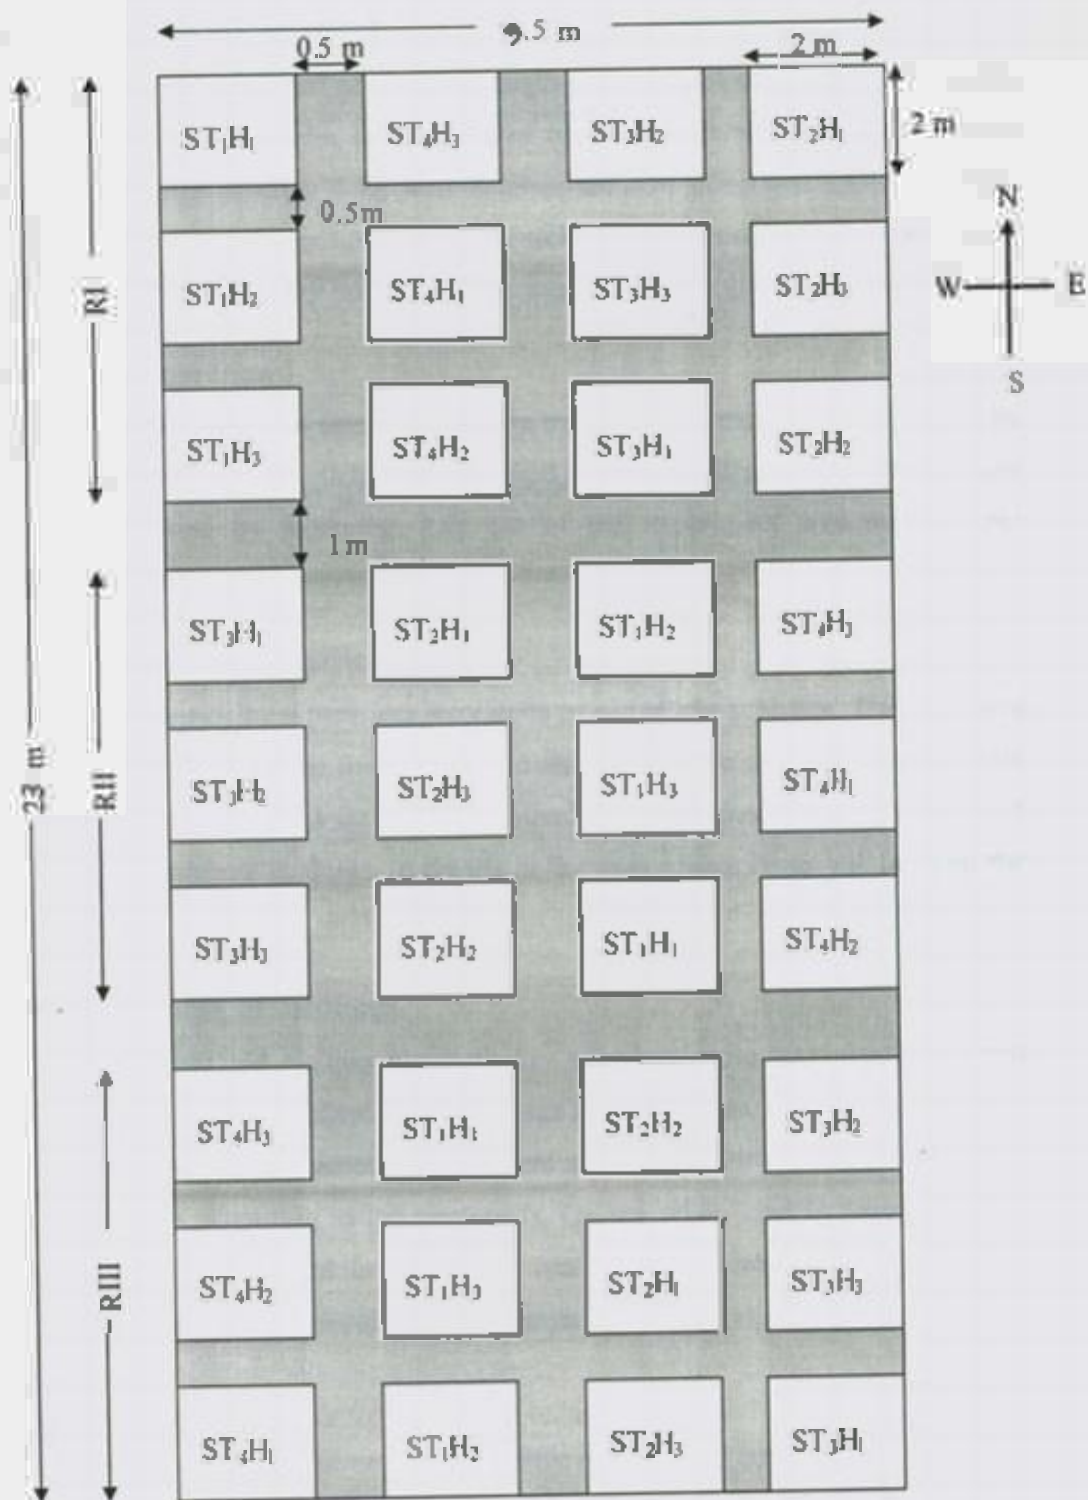 9.5 m
0.5 m 2 m
ST₁H₁ ST₄H₃ ST₃H₂ ST₂H₁ 2 m
0.5m
N
ST₁H₂ ST₄H₁ ST₃H₃ ST₂H₃ W E
RI
S
ST₁H₃ ST₄H₂ ST₃H₁ ST₂H₂
1 m
ST₃H₁ ST₂H₁ ST₁H₂ ST₄H₃
23 m
RII
ST₃H₂ ST₂H₃ ST₁H₃ ST₄H₁
ST₃H₃ ST₂H₂ ST₁H₁ ST₄H₂
ST₄H₃ ST₁H₁ ST₂H₂ ST₃H₂
RIII
ST₄H₂ ST₁H₃ ST₂H₁ ST₃H₃
ST₄H₁ ST₁H₂ ST₂H₃ ST₃H₁